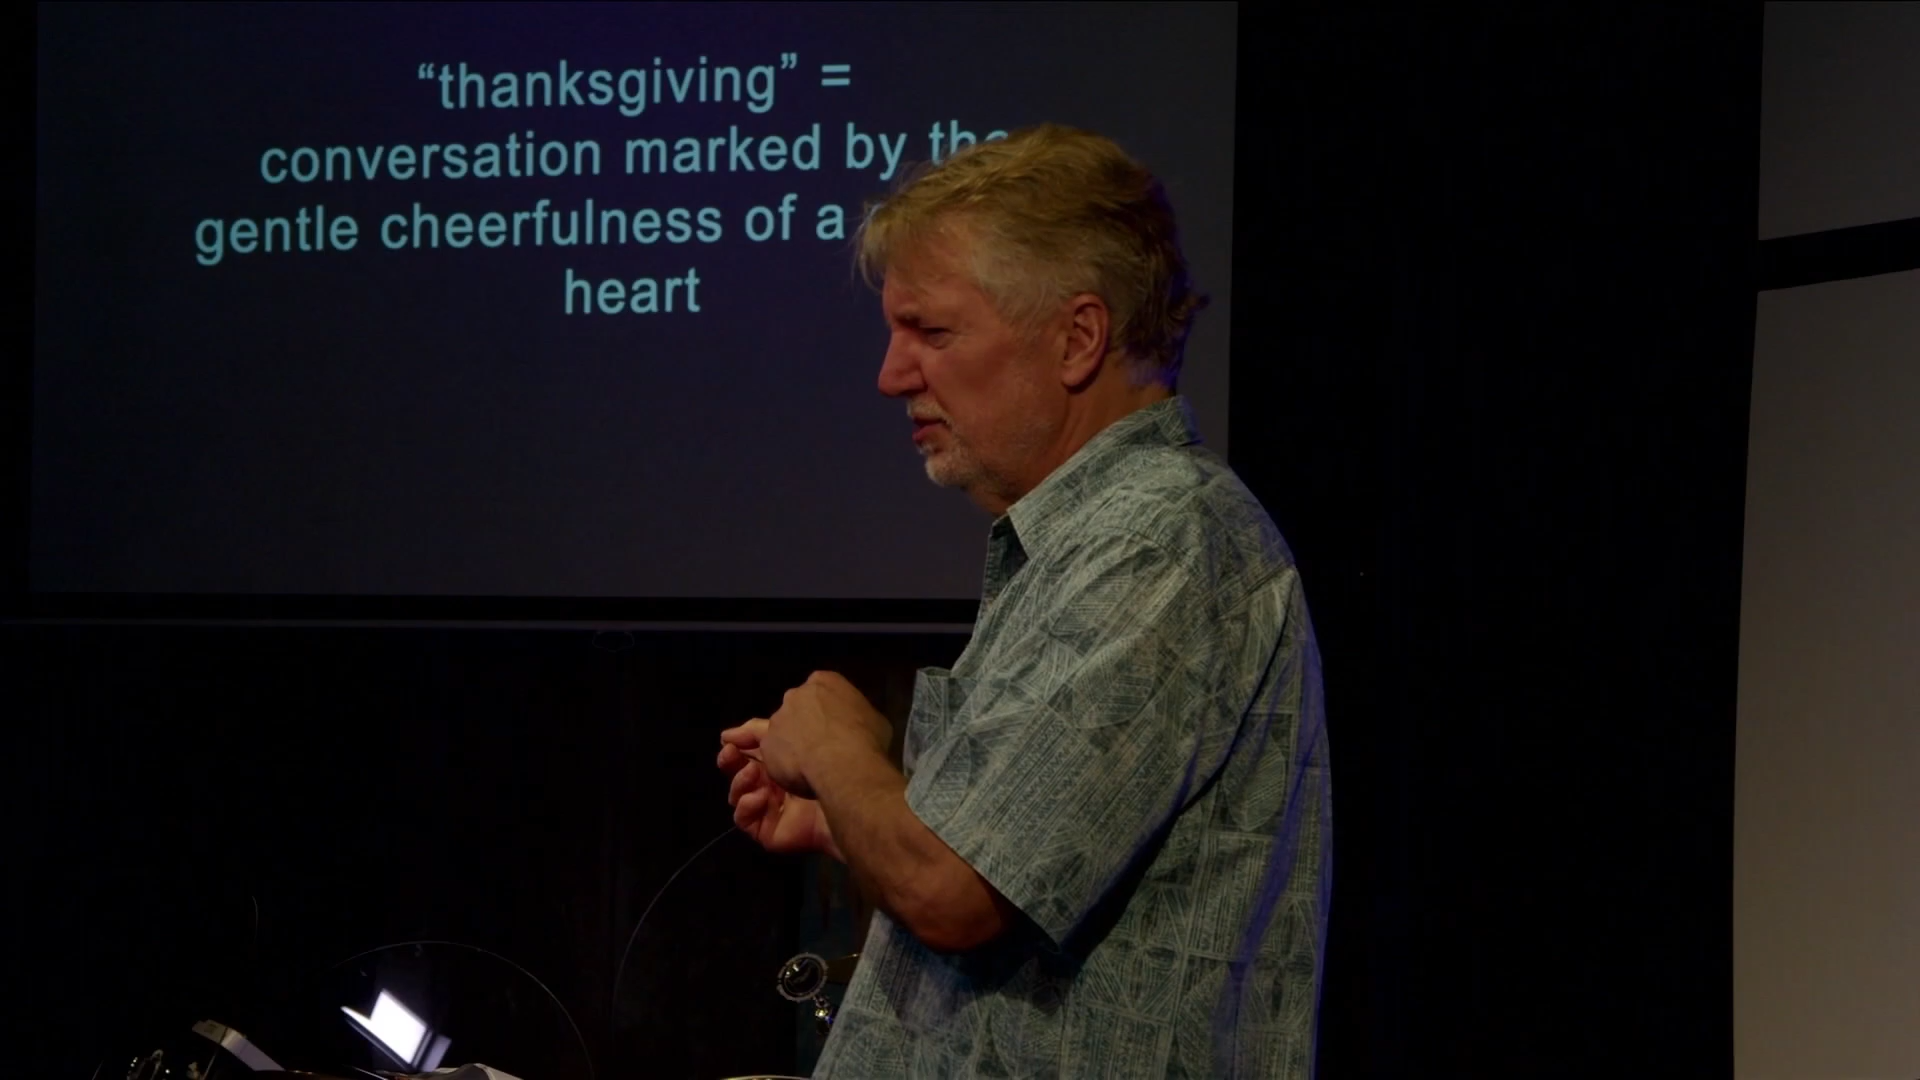 “thanksgiving” =
conversation marked by the
gentle cheerfulness of a
heart